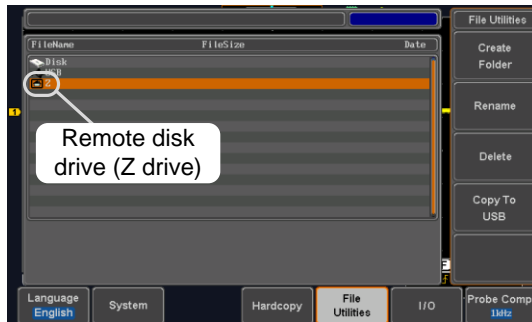 File Utilities
FileName FileSize Date
Disk
USB
Z
Create
Folder
1
Rename
Remote disk
drive (Z drive)
Delete
Copy To
USB
F
Language
English
System
Hardcopy
File
Utilities
I/O
Probe Comp
1kHz